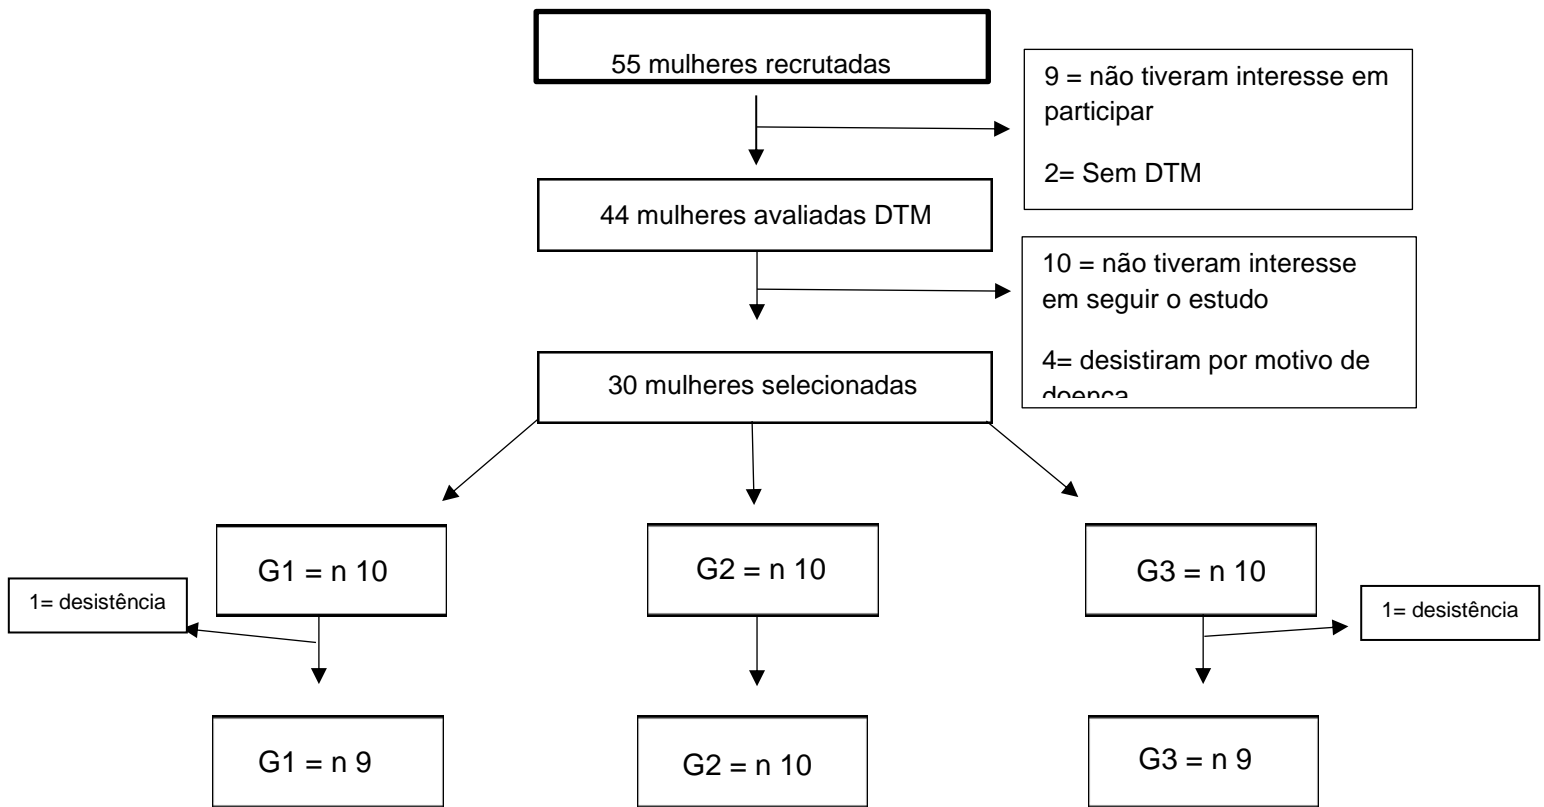 55 mulheres recrutadas
9 = não tiveram interesse em
participar
2= Sem DTM
44 mulheres avaliadas DTM
10 = não tiveram interesse
em seguir o estudo
4= desistiram por motivo de
doença
30 mulheres selecionadas
G1 = n 10
G2 = n 10
G3 = n 10
1= desistência
1= desistência
G1 = n 9
G2 = n 10
G3 = n 9